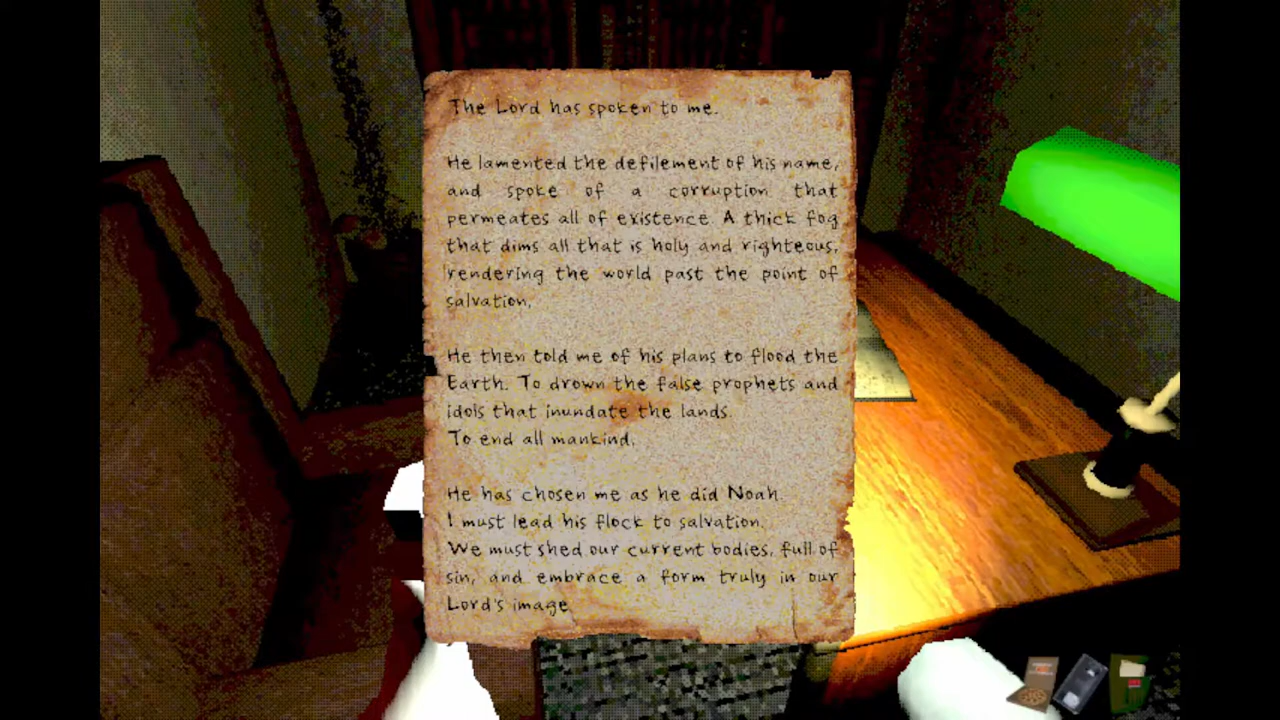 The Lord has spoken to me.
He lamented the defilement of his name,
and spoke of a corruption that
permeates all of existence. A thick fog
that dims all that is holy and righteous,
rendering the world past the point of
salvation.
He then told me of his plans to flood the
Earth. To drown the false prophets and
idols that inundate the lands.
To end all mankind.
He has chosen me as he did Noah.
I must lead his flock to salvation.
We must shed our current bodies, full of
sin, and embrace a form truly in our
Lord's image